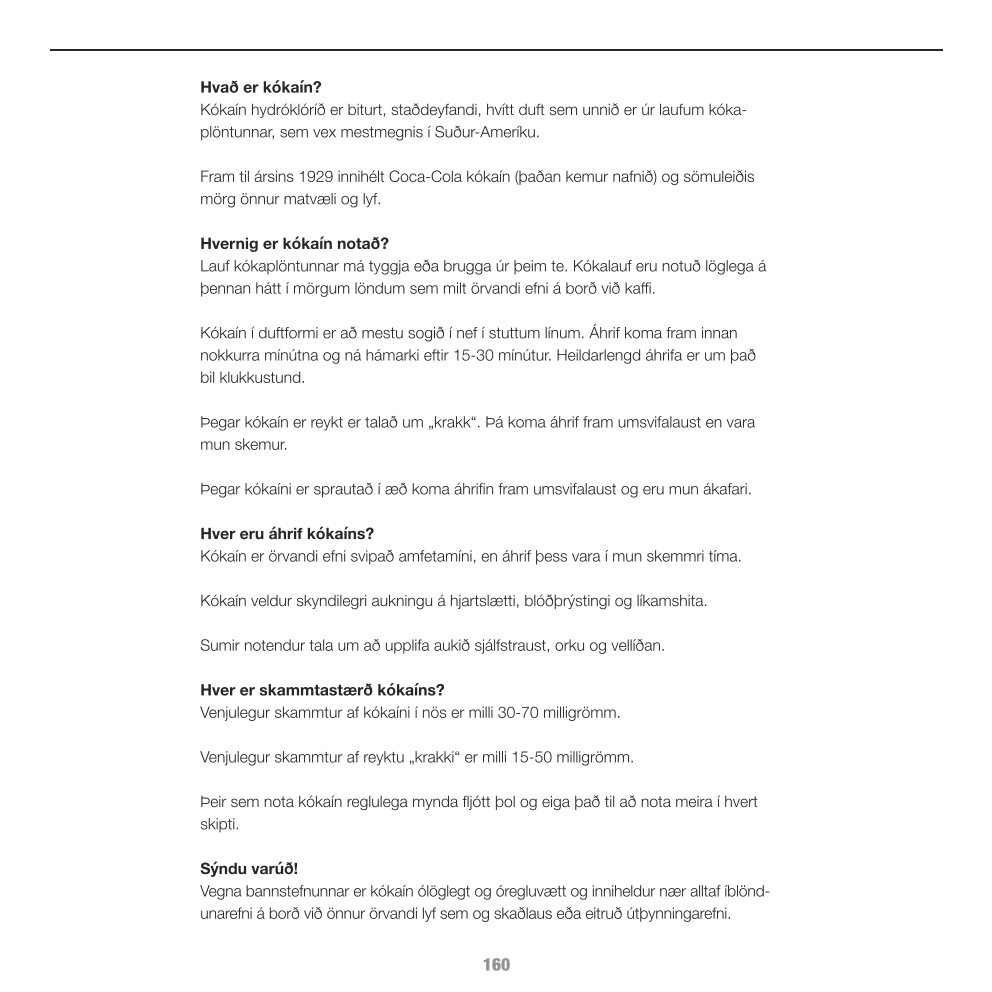 Hvað er kókaín?
Kókaín hydróklóríð er biturt, staðdeyfandi, hvítt duft sem unnið er úr laufum kóka-
plöntunnar, sem vex mestmegnis í Suður-Ameríku.
Fram til ársins 1929 innihélt Coca-Cola kókaín (þaðan kemur nafnið) og sömuleiðis
mörg önnur matvæli og lyf.
Hvernig er kókaín notað?
Lauf kókaplöntunnar má tyggja eða brugga úr þeim te. Kókalauf eru notuð löglega á
þennan hátt í mörgum löndum sem milt örvandi efni á borð við kaffi.
Kókaín í duftformi er að mestu sogið í nef í stuttum línum. Áhrif koma fram innan
nokkurra mínútna og ná hámarki eftir 15-30 mínútur. Heildarlengd áhrifa er um það
bil klukkustund.
Þegar kókaín er reykt er talað um „krakk“. Þá koma áhrif fram umsvifalaust en vara
mun skemur.
Þegar kókaíni er sprautað í æð koma áhrifin fram umsvifalaust og eru mun ákafari.
Hver eru áhrif kókaíns?
Kókaín er örvandi efni svipað amfetamíni, en áhrif þess vara í mun skemmri tíma.
Kókaín veldur skyndilegri aukningu á hjartslætti, blóðþrýstingi og líkamshita.
Sumir notendur tala um að upplifa aukið sjálfstraust, orku og vellíðan.
Hver er skammtastærð kókaíns?
Venjulegur skammtur af kókaíni í nös er milli 30-70 milligrömm.
Venjulegur skammtur af reyktu „krakki“ er milli 15-50 milligrömm.
Þeir sem nota kókaín reglulega mynda fljótt þol og eiga það til að nota meira í hvert
skipti.
Sýndu varúð!
Vegna bannstefnunnar er kókaín ólöglegt og óregluvætt og inniheldur nær alltaf íblönd-
unarefni á borð við önnur örvandi lyf sem og skaðlaus eða eitruð útþynningarefni.
160